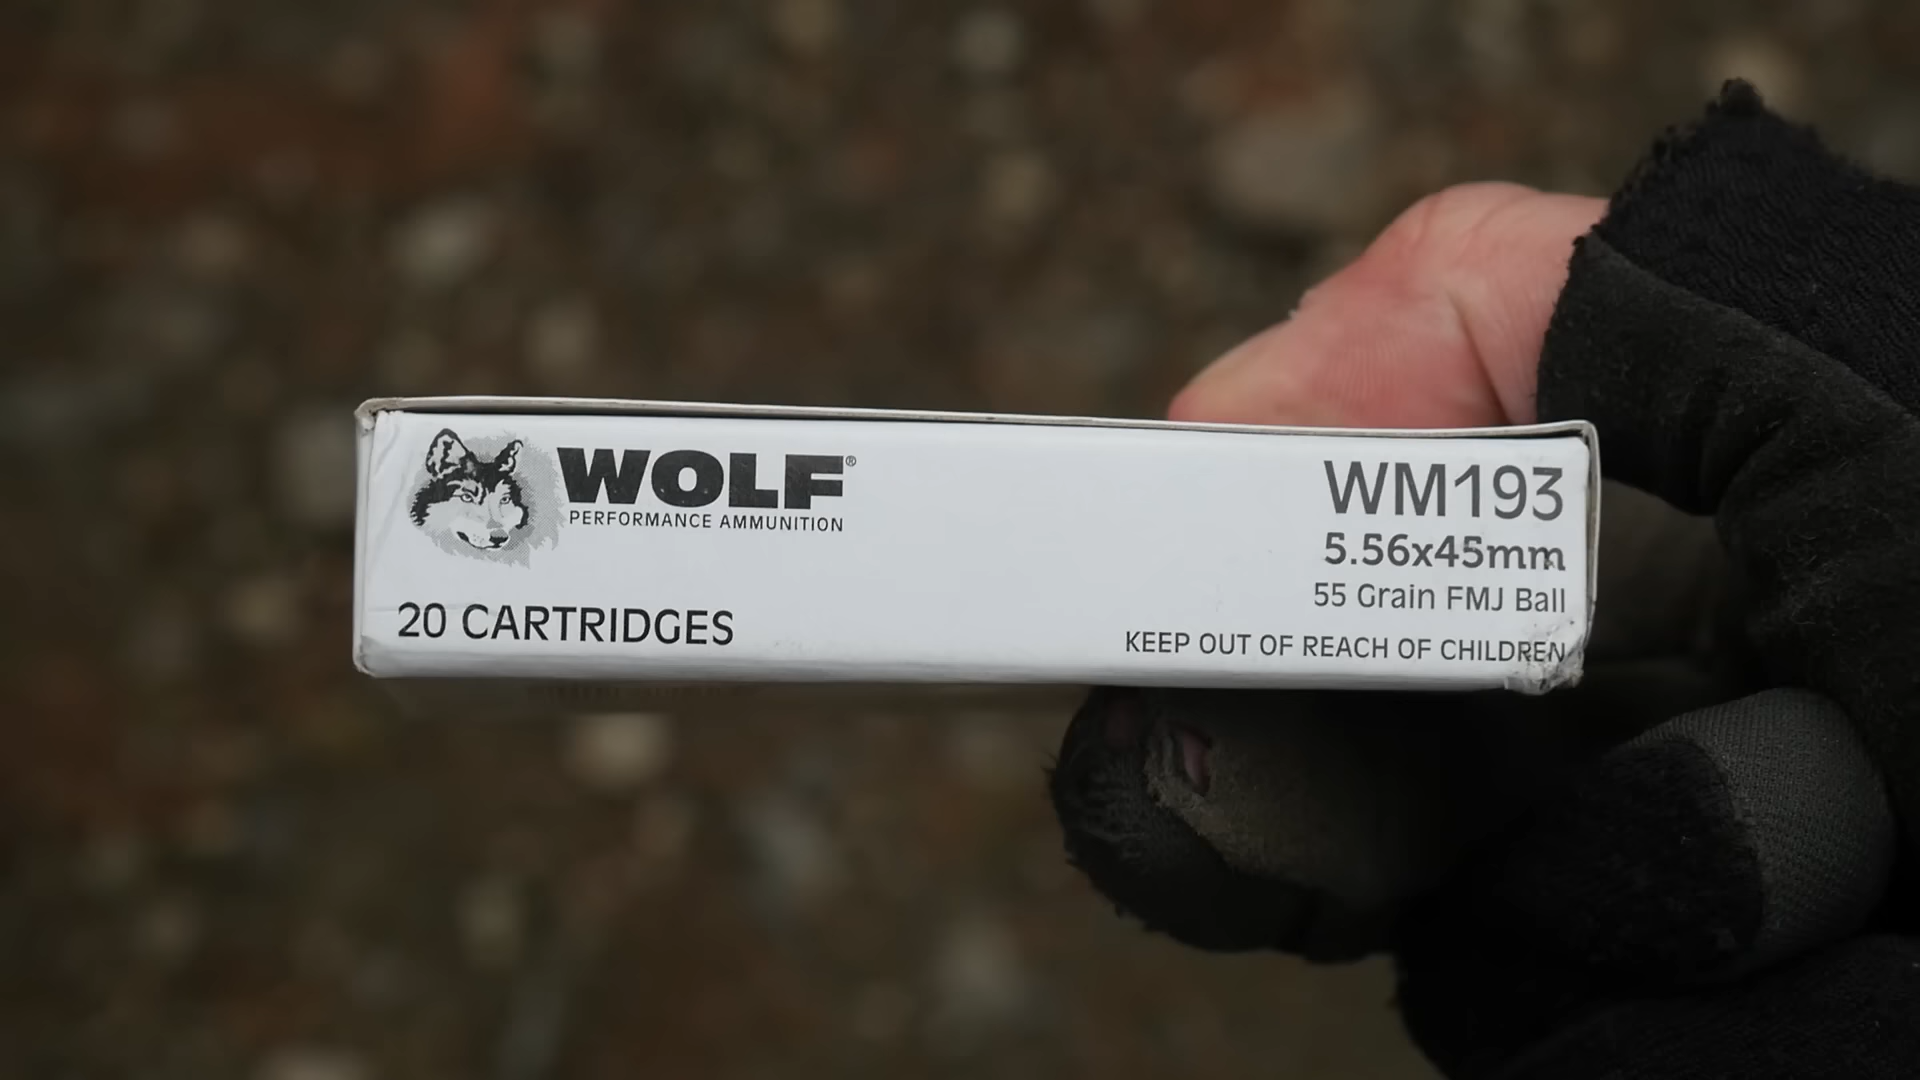 WOLF®
PERFORMANCE AMMUNITION
20 CARTRIDGES
WM193
5.56x45mm
55 Grain FMJ Ball
KEEP OUT OF REACH OF CHILDREN